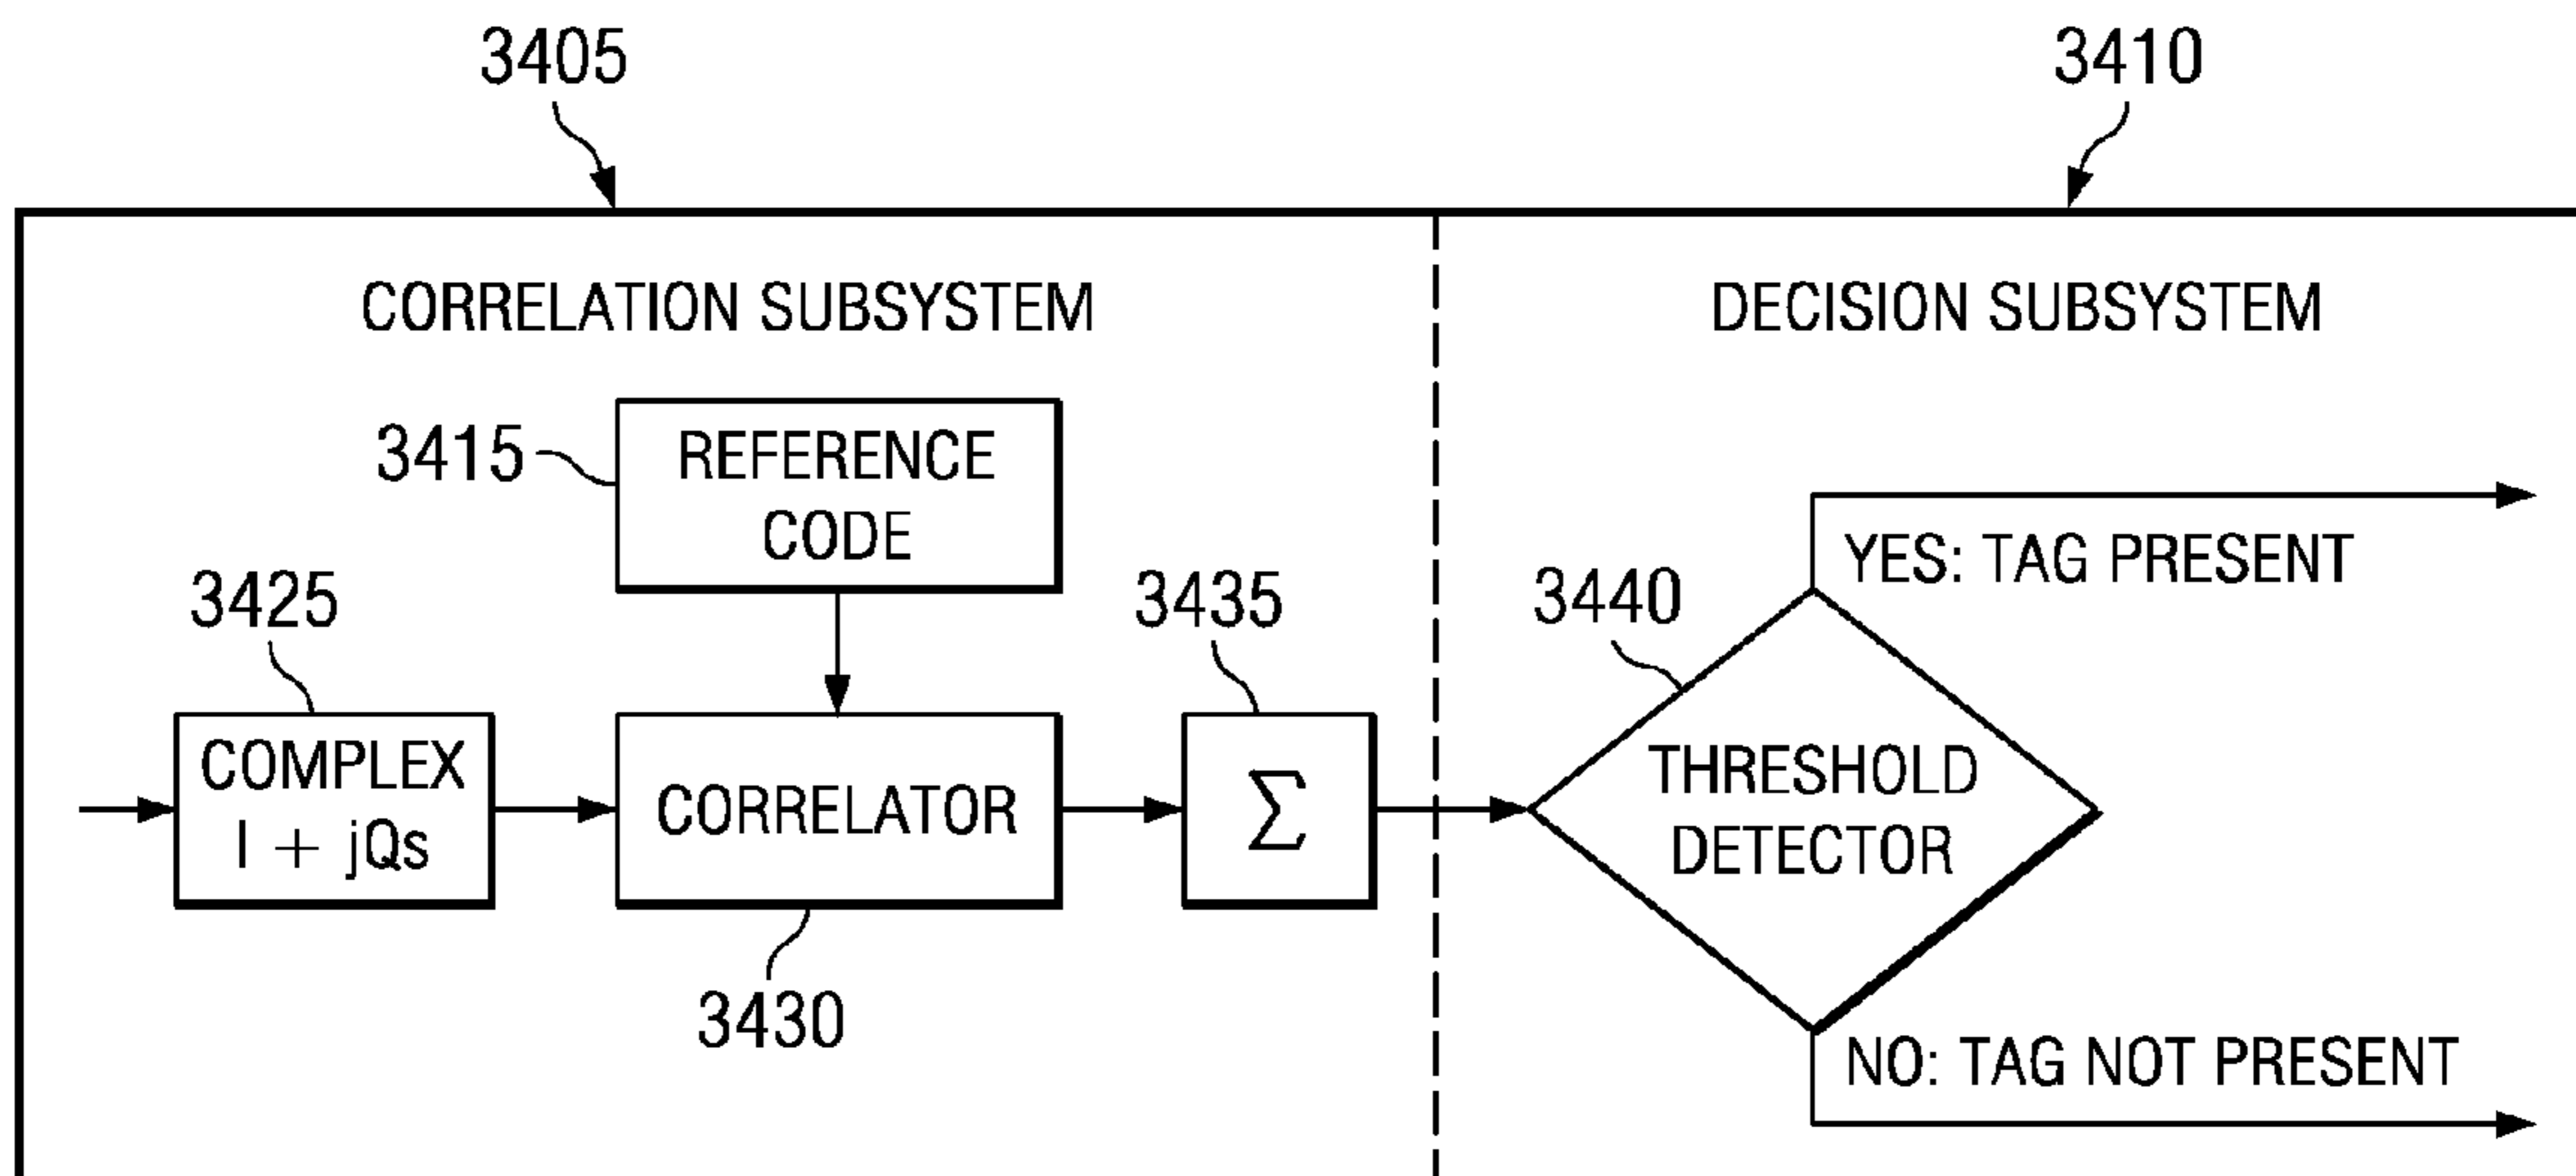 3405
3410
CORRELATION SUBSYSTEM
DECISION SUBSYSTEM
3415
REFERENCE
CODE
YES: TAG PRESENT
3425
3435
3440
COMPLEX
I + jQs
CORRELATOR
Σ
THRESHOLD
DETECTOR
3430
NO: TAG NOT PRESENT